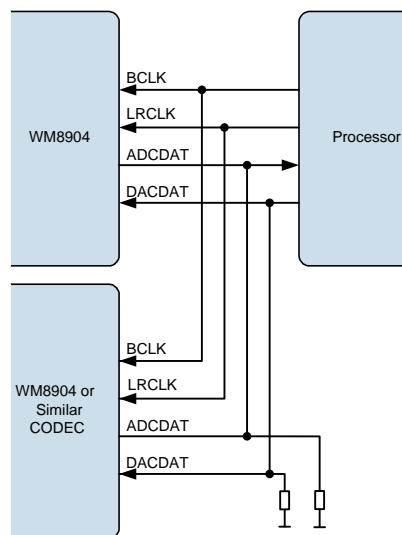 BCLK
LRCLK
WM8904
Processor
ADCDAT
DACDAT
BCLK
LRCLK
WM8904 or
Similar
CODEC
ADCDAT
DACDAT